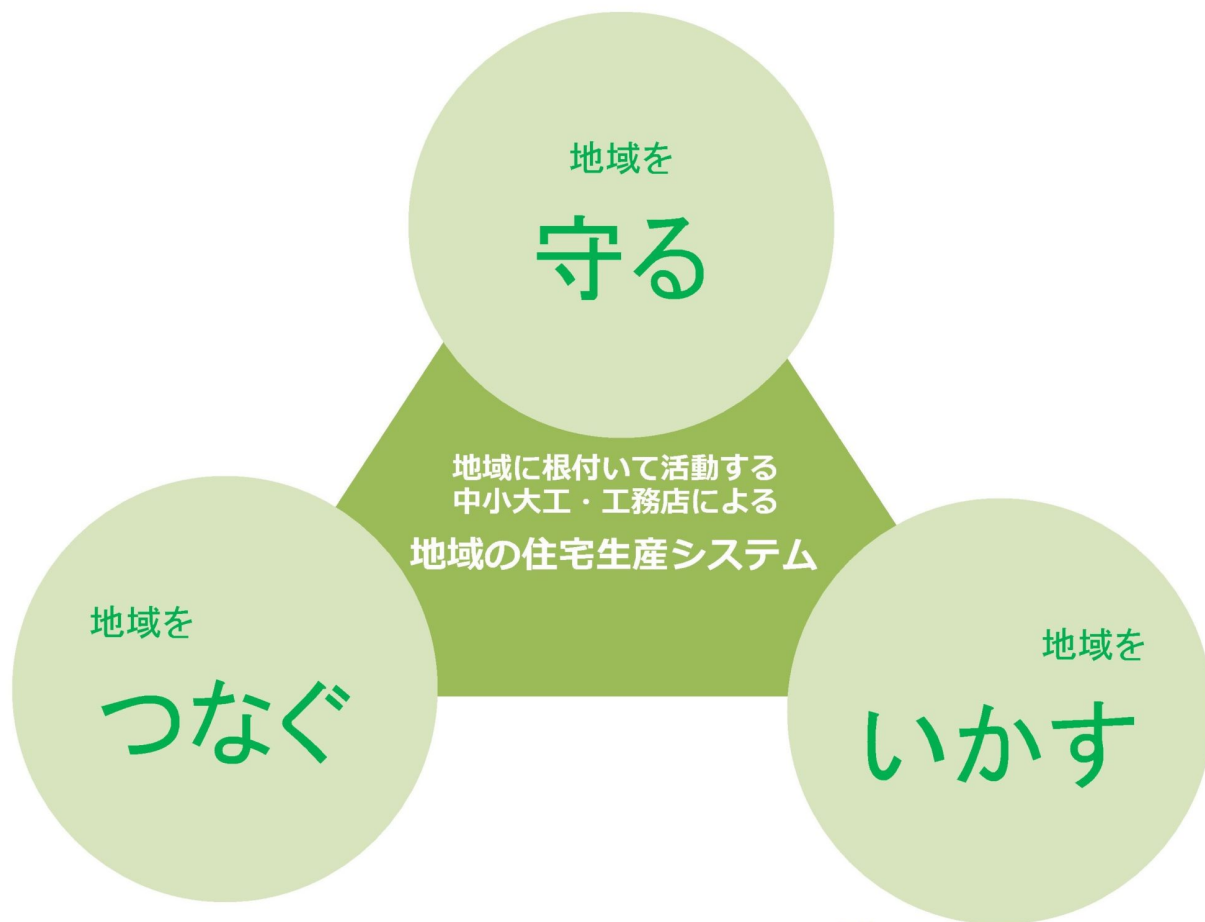 地域を
守る
地域に根付いて活動する
中小大工・工務店による
地域の住宅生産システム
地域を
つなぐ
地域を
いかす